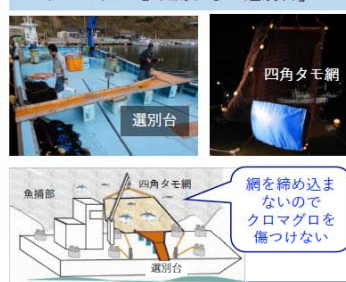 選別台
四角タモ網
魚捕部
四角タモ網
選別台
網を締め込ま
ないので
クロマグロを
傷つけない